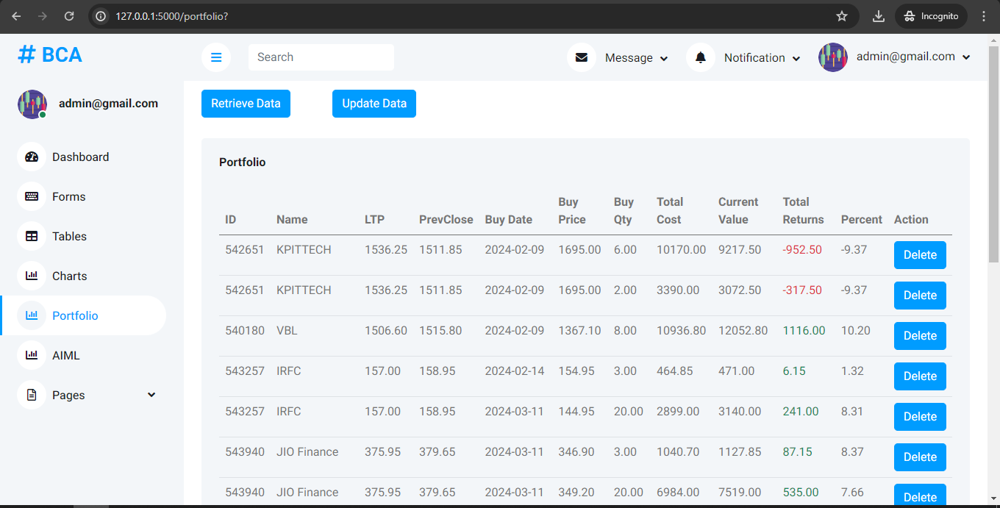 127.0.0.1:5000/portfolio?
Incognito
# BCA
Search
Message
Notification
admin@gmail.com
admin@gmail.com
Retrieve Data Update Data
Dashboard
Forms
Tables
Charts
Portfolio
AIML
Pages
Portfolio
ID Name LTP PrevClose Buy Date Buy Price Buy Qty Total Cost Current Value Total Returns Percent Action
542651 KPITTECH 1536.25 1511.85 2024-02-09 1695.00 6.00 10170.00 9217.50 -952.50 -9.37 Delete
542651 KPITTECH 1536.25 1511.85 2024-02-09 1695.00 2.00 3390.00 3072.50 -317.50 -9.37 Delete
540180 VBL 1506.60 1515.80 2024-02-09 1367.10 8.00 10936.80 12052.80 1116.00 10.20 Delete
543257 IRFC 157.00 158.95 2024-02-14 154.95 3.00 464.85 471.00 6.15 1.32 Delete
543257 IRFC 157.00 158.95 2024-03-11 144.95 20.00 2899.00 3140.00 241.00 8.31 Delete
543940 JIO Finance 375.95 379.65 2024-03-11 346.90 3.00 1040.70 1127.85 87.15 8.37 Delete
543940 JIO Finance 375.95 379.65 2024-03-11 349.20 20.00 6984.00 7519.00 535.00 7.66 Delete